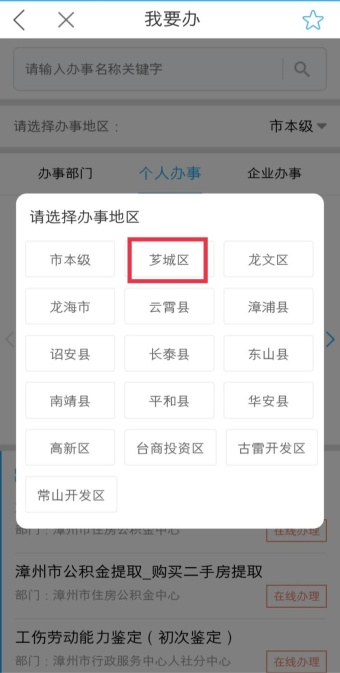 我要办
请输入办事名称关键字
请选择办事地区： 市本级
办事部门 个人办事 企业办事
请选择办事地区
市本级 芗城区 龙文区
龙海市 云霄县 漳浦县
诏安县 长泰县 东山县
南靖县 平和县 华安县
高新区 台商投资区 古雷开发区
常山开发区
部门：漳州市住房公积金中心 在线办理
漳州市公积金提取_购买二手房提取
部门：漳州市住房公积金中心 在线办理
工伤劳动能力鉴定（初次鉴定）
部门：漳州市行政服务中心人社分中心 在线办理